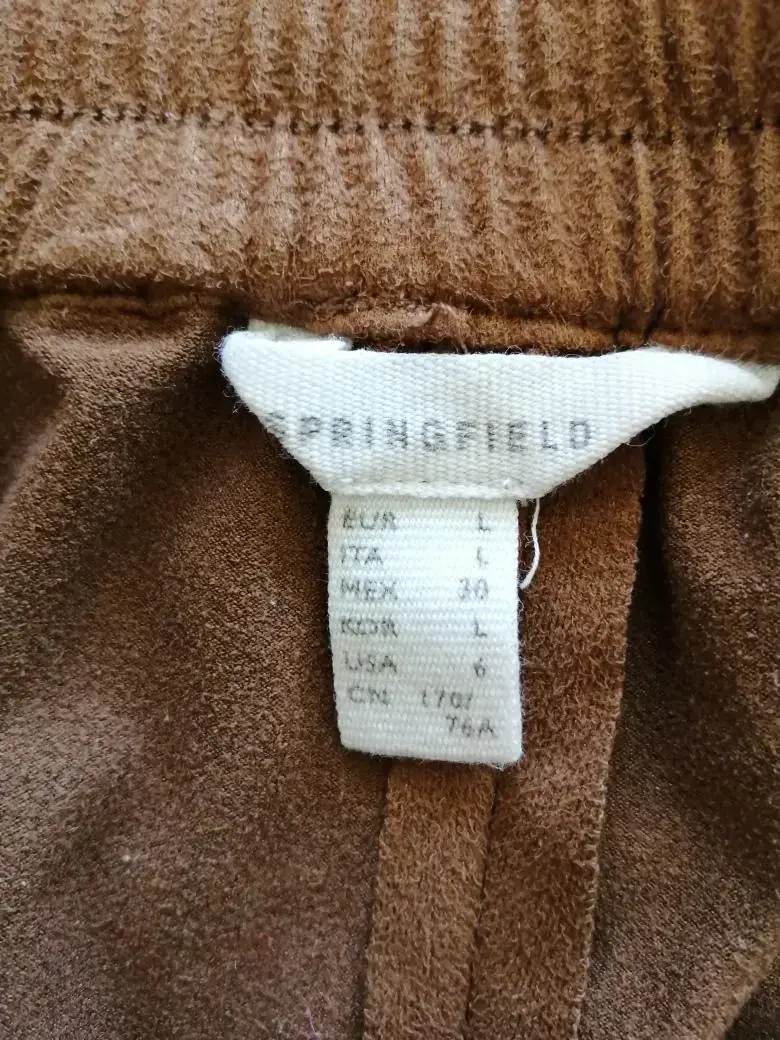 SPRINGFIELD
EUR L
ITA L
MEX 30
KOR L
USA 6
CN 170/
76A